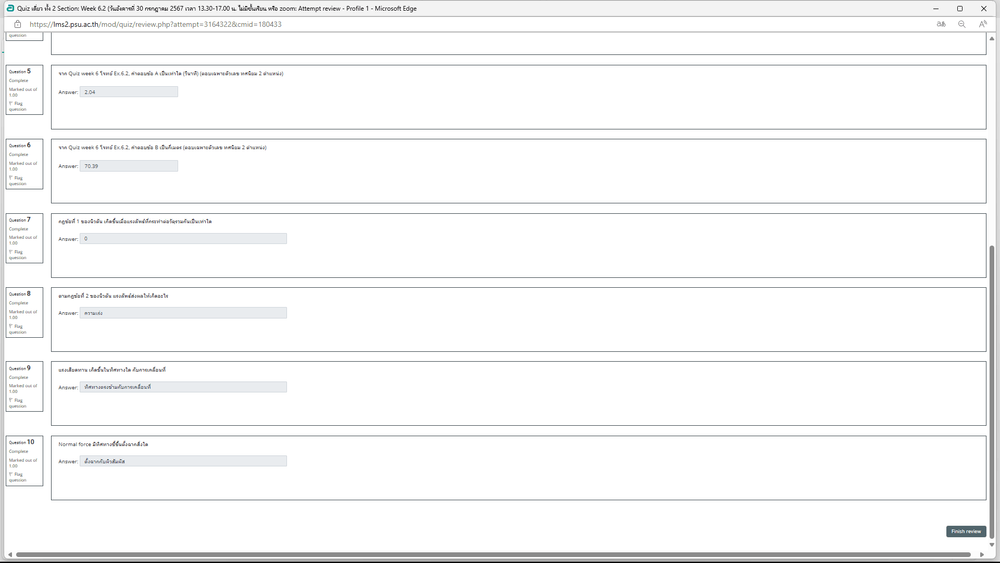 Quiz เดี่ยว ทั้ง 2 Section: Week 6.2 (วันอังคารที่ 30 กรกฎาคม 2567 เวลา 13.30-17.00 น. ไม่มีชั้นเรียน หรือ zoom: Attempt review - Profile 1 - Microsoft Edge
https://lms2.psu.ac.th/mod/quiz/review.php?attempt=3164322&cmid=180433
question
Question 5
Complete
Marked out of
1.00
Flag
question
จาก Quiz week 6 โจทย์ Ex.6.2, คำตอบข้อ A เป็นเท่าใด (วินาที) (ตอบเฉพาะตัวเลข ทศนิยม 2 ตำแหน่ง)
Answer: 2.04
Question 6
Complete
Marked out of
1.00
Flag
question
จาก Quiz week 6 โจทย์ Ex.6.2, คำตอบข้อ B เป็นกี่เมตร (ตอบเฉพาะตัวเลข ทศนิยม 2 ตำแหน่ง)
Answer: 70.39
Question 7
Complete
Marked out of
1.00
Flag
question
กฎข้อที่ 1 ของนิวตัน เกิดขึ้นเมื่อแรงลัพธ์ที่กระทำต่อวัตถุรวมกันเป็นเท่าใด
Answer: 0
Question 8
Complete
Marked out of
1.00
Flag
question
ตามกฎข้อที่ 2 ของนิวตัน แรงลัพธ์ส่งผลให้เกิดอะไร
Answer: ความเร่ง
Question 9
Complete
Marked out of
1.00
Flag
question
แรงเสียดทาน เกิดขึ้นในทิศทางใด กับการเคลื่อนที่
Answer: ทิศทางตรงข้ามกับการเคลื่อนที่
Question 10
Complete
Marked out of
1.00
Flag
question
Normal force มีทิศทางชี้ขึ้นตั้งฉากสิ่งใด
Answer: ตั้งฉากกับผิวสัมผัส
Finish review